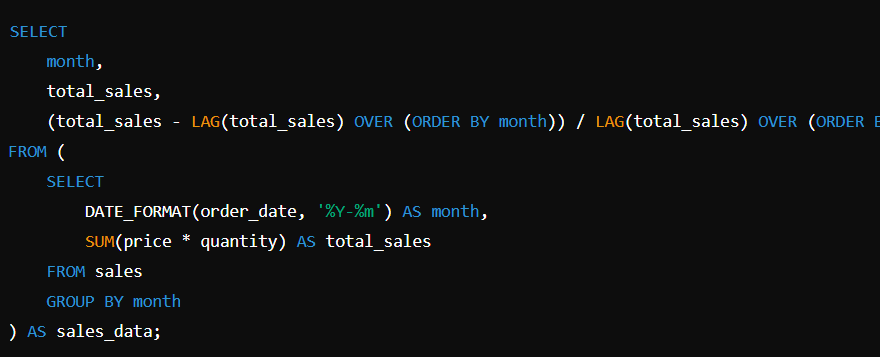 SELECT
    month,
    total_sales,
    (total_sales - LAG(total_sales) OVER (ORDER BY month)) / LAG(total_sales) OVER (ORDER
FROM (
    SELECT
        DATE_FORMAT(order_date, '%Y-%m') AS month,
        SUM(price * quantity) AS total_sales
    FROM sales
    GROUP BY month
) AS sales_data;